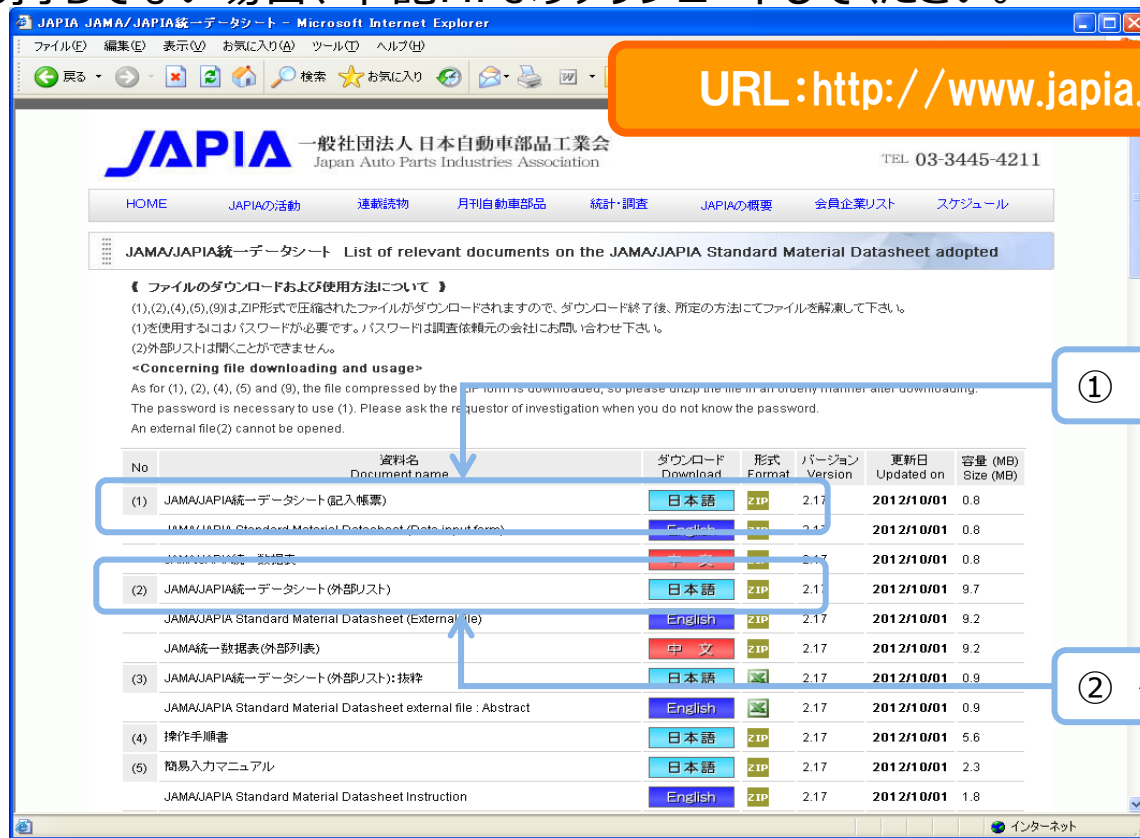 JAPIA JAMA/JAPIA統一データシート - Microsoft Internet Explorer
ファイル(F) 編集(E) 表示(V) お気に入り(A) ツール(T) ヘルプ(H)
戻る 検索 お気に入り
URL：http://www.japia.
JAPIA 一般社団法人 日本自動車部品工業会
Japan Auto Parts Industries Association
TEL 03-3445-4211
HOME JAPIAの活動 連載読物 月刊自動車部品 統計・調査 JAPIAの概要 会員企業リスト スケジュール
JAMA/JAPIA統一データシート List of relevant documents on the JAMA/JAPIA Standard Material Datasheet adopted
《 ファイルのダウンロードおよび使用方法について 》
(1),(2),(4),(5),(9)は,ZIP形式で圧縮されたファイルがダウンロードされますので、ダウンロード終了後、所定の方法にてファイルを解凍して下さい。
(1)を使用するにはパスワードが必要です。パスワードは調査依頼元の会社にお問い合わせ下さい。
(2)外部リストは開くことができません。
<Concerning file downloading and usage>
As for (1), (2), (4), (5) and (9), the file compressed by the ZIP form is downloaded, so please unzip the file in an orderly manner after downloading.
The password is necessary to use (1). Please ask the requestor of investigation when you do not know the password.
An external file(2) cannot be opened.
①
No 資料名 ダウンロード 形式 バージョン 更新日 容量 (MB)
Document name Download Format Version Updated on Size (MB)
(1) JAMA/JAPIA統一データシート(記入帳票) 日本語 ZIP 2.17 2012/10/01 0.8
JAMA/JAPIA Standard Material Datasheet (Data input form) English ZIP 2.17 2012/10/01 0.8
JAMA/JAPIA統一数据表 中 文 2.17 2012/10/01 0.8
(2) JAMA/JAPIA統一データシート(外部リスト) 日本語 ZIP 2.17 2012/10/01 9.7
JAMA/JAPIA Standard Material Datasheet (External file) English ZIP 2.17 2012/10/01 9.2
JAMA統一数据表(外部列表) 中 文 ZIP 2.17 2012/10/01 9.2
(3) JAMA/JAPIA統一データシート(外部リスト):抜粋 日本語 2.17 2012/10/01 0.9
②
JAMA/JAPIA Standard Material Datasheet external file : Abstract English 2.17 2012/10/01 0.9
(4) 操作手順書 日本語 ZIP 2.17 2012/10/01 5.6
(5) 簡易入力マニュアル 日本語 ZIP 2.17 2012/10/01 2.3
JAMA/JAPIA Standard Material Datasheet Instruction English ZIP 2.17 2012/10/01 1.8
インターネット